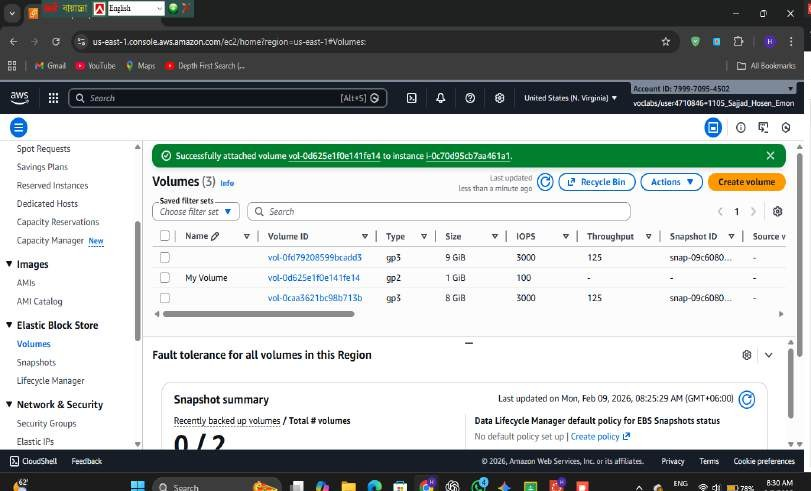 English
us-east-1.console.aws.amazon.com/ec2/home?region=us-east-1#Volumes:
H
Gmail
YouTube
Maps
Depth First Search (...
All Bookmarks
aws
Search
[Alt+S]
United States (N. Virginia)
Account ID: 7999-7095-4502
voclabs/user4710846=1105_Sajjad_Hosen_Emon
Spot Requests
Savings Plans
Reserved Instances
Dedicated Hosts
Capacity Reservations
Capacity Manager New
Images
AMIs
AMI Catalog
Elastic Block Store
Volumes
Snapshots
Lifecycle Manager
Network & Security
Security Groups
Elastic IPs
Successfully attached volume vol-0d625e1f0e141fe14 to instance i-0c70d95cb7aa461a1.
Volumes (3) Info
Last updated
less than a minute ago
Recycle Bin
Actions
Create volume
Saved filter sets
Choose filter set
Search
1
Name Volume ID Type Size IOPS Throughput Snapshot ID Source v
vol-0fd79208599bcadd3 gp3 9 GiB 3000 125 snap-09c6080... -
My Volume vol-0d625e1f0e141fe14 gp2 1 GiB 100 - - -
vol-0caa3621bc98b713b gp3 8 GiB 3000 125 snap-09c6080... -
Fault tolerance for all volumes in this Region
Snapshot summary
Last updated on Mon, Feb 09, 2026, 08:25:29 AM (GMT+06:00)
Recently backed up volumes / Total # volumes
0 / 2
Data Lifecycle Manager default policy for EBS Snapshots status
No default policy set up | Create policy
CloudShell
Feedback
© 2026, Amazon Web Services, Inc. or its affiliates.
Privacy
Terms
Cookie preferences
62°
Search
4
ENG
78%
8:30 AM